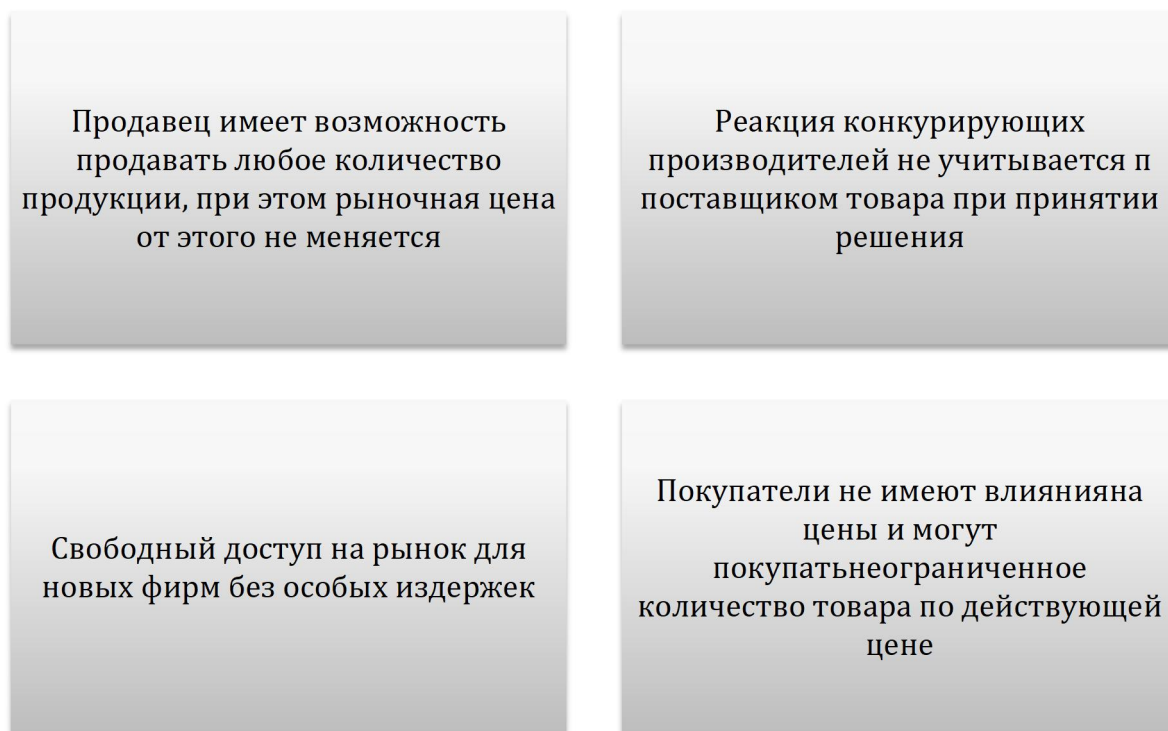 Продавец имеет возможность
продавать любое количество
продукции, при этом рыночная цена
от этого не меняется
Реакция конкурирующих
производителей не учитывается п
поставщиком товара при принятии
решения
Свободный доступ на рынок для
новых фирм без особых издержек
Покупатели не имеют влиянияна
цены и могут
покупатьнеограниченное
количество товара по действующей
цене